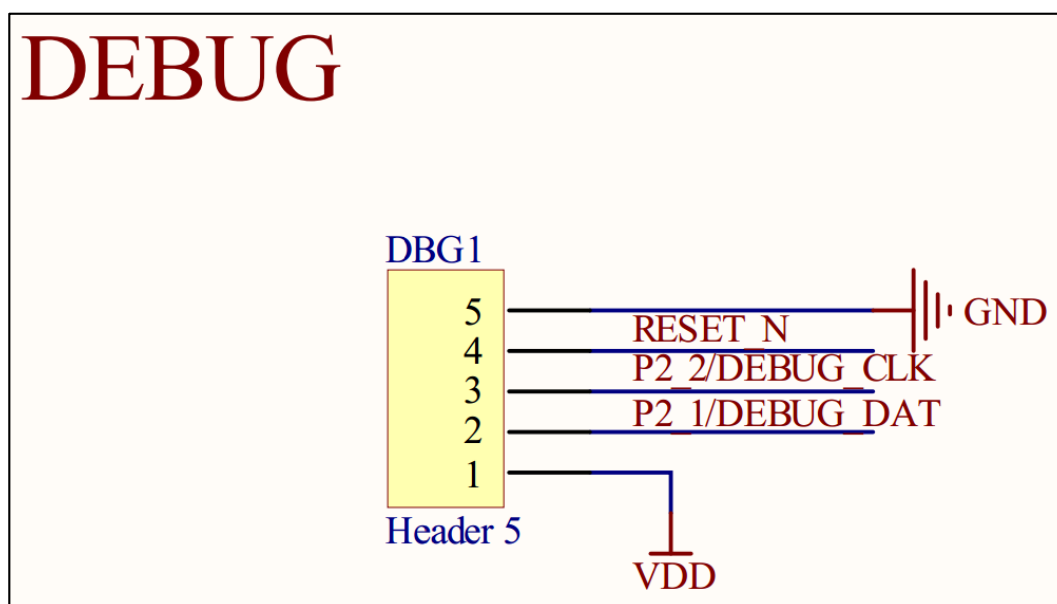 DEBUG
DBG1
5
GND
RESET_N
4
P2_2/DEBUG_CLK
3
P2_1/DEBUG_DAT
2
1
Header 5
VDD